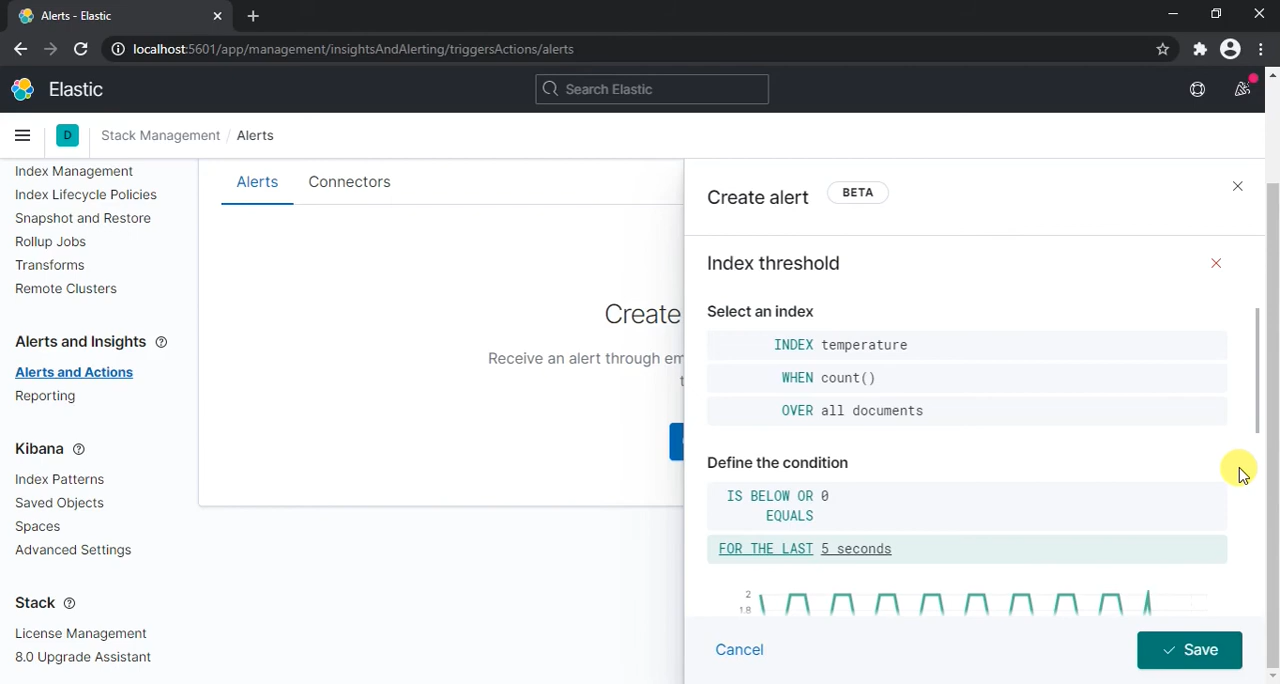 Alerts - Elastic
localhost:5601/app/management/insightsAndAlerting/triggersActions/alerts
Elastic
Search Elastic
D
Stack Management / Alerts
Index Management
Index Lifecycle Policies
Snapshot and Restore
Rollup Jobs
Transforms
Remote Clusters
Alerts and Insights
Alerts and Actions
Reporting
Kibana
Index Patterns
Saved Objects
Spaces
Advanced Settings
Stack
License Management
8.0 Upgrade Assistant
Alerts
Connectors
Create
Receive an alert through em
Create alert
BETA
Index threshold
Select an index
INDEX temperature
WHEN count()
OVER all documents
Define the condition
IS BELOW OR 0
EQUALS
FOR THE LAST 5 seconds
2
1.8
Cancel
Save